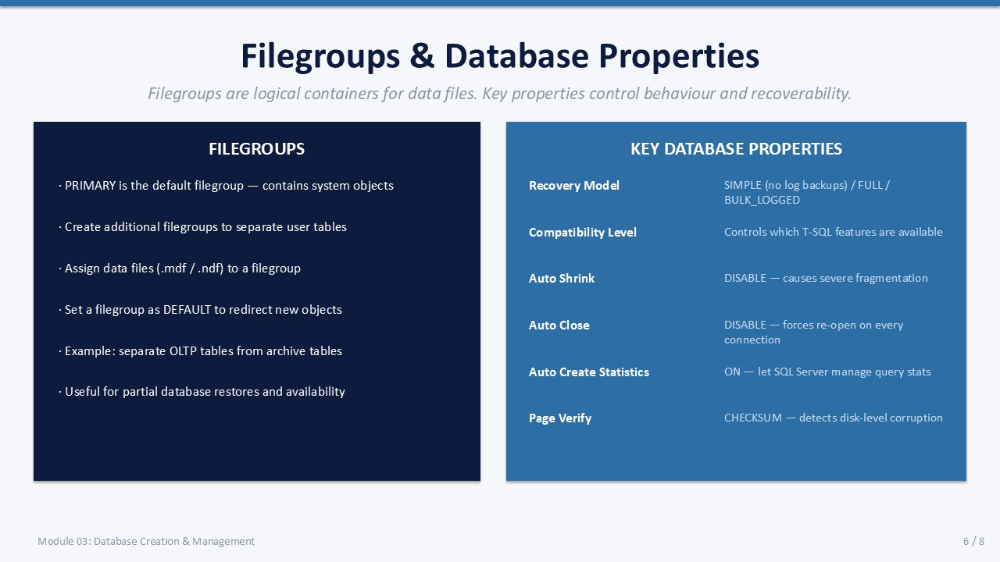 Filegroups & Database Properties
Filegroups are logical containers for data files. Key properties control behaviour and recoverability.
FILEGROUPS
· PRIMARY is the default filegroup — contains system objects
· Create additional filegroups to separate user tables
· Assign data files (.mdf / .ndf) to a filegroup
· Set a filegroup as DEFAULT to redirect new objects
· Example: separate OLTP tables from archive tables
· Useful for partial database restores and availability
KEY DATABASE PROPERTIES
Recovery Model
SIMPLE (no log backups) / FULL /
BULK_LOGGED
Compatibility Level
Controls which T-SQL features are available
Auto Shrink
DISABLE — causes severe fragmentation
Auto Close
DISABLE — forces re-open on every
connection
Auto Create Statistics
ON — let SQL Server manage query stats
Page Verify
CHECKSUM — detects disk-level corruption
Module 03: Database Creation & Management
6 / 8